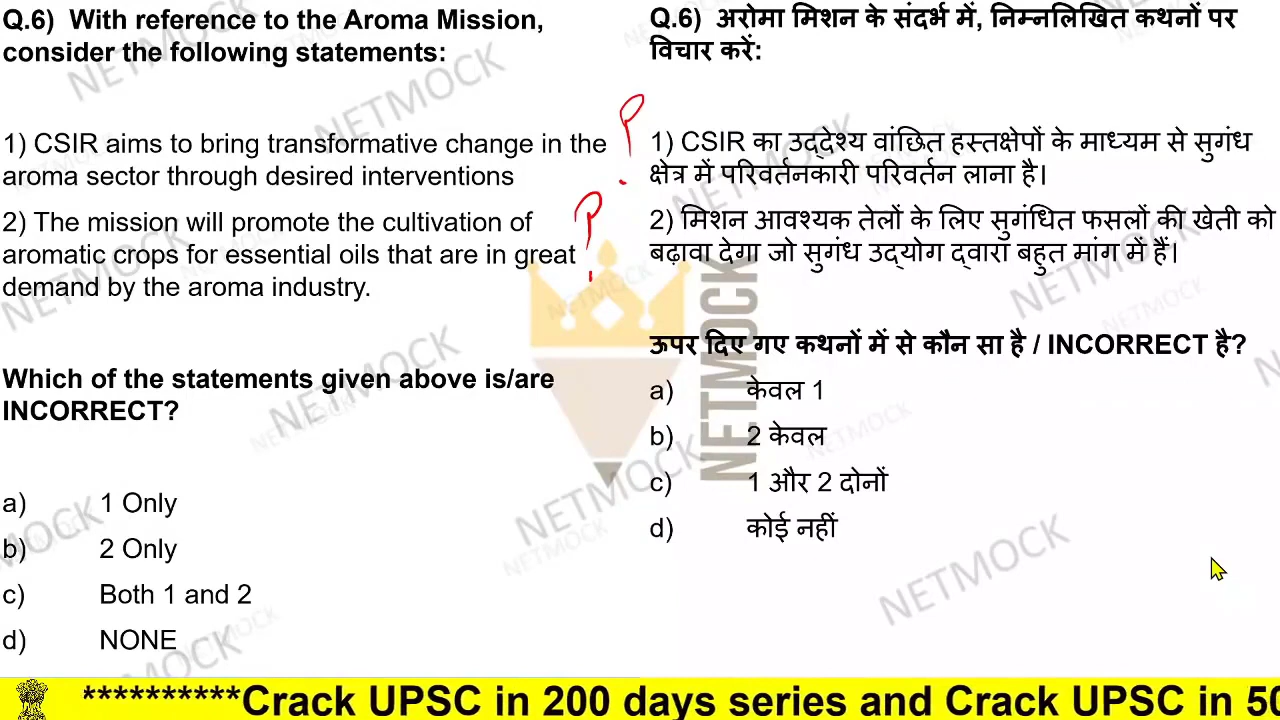 Q.6) With reference to the Aroma Mission,
consider the following statements:
1) CSIR aims to bring transformative change in the
aroma sector through desired interventions
2) The mission will promote the cultivation of
aromatic crops for essential oils that are in great
demand by the aroma industry.
Which of the statements given above is/are
INCORRECT?
a) 1 Only
b) 2 Only
c) Both 1 and 2
d) NONE
Q.6) अरोमा मिशन के संदर्भ में, निम्नलिखित कथनों पर
विचार करें:
1) CSIR का उद्देश्य वांछित हस्तक्षेपों के माध्यम से सुगंध
क्षेत्र में परिवर्तनकारी परिवर्तन लाना है।
2) मिशन आवश्यक तेलों के लिए सुगंधित फसलों की खेती को
बढ़ावा देगा जो सुगंध उद्योग द्वारा बहुत मांग में हैं।
ऊपर दिए गए कथनों में से कौन सा है / INCORRECT है?
a) केवल 1
b) 2 केवल
c) 1 और 2 दोनों
d) कोई नहीं
NETMOCK
**********Crack UPSC in 200 days series and Crack UPSC in 50